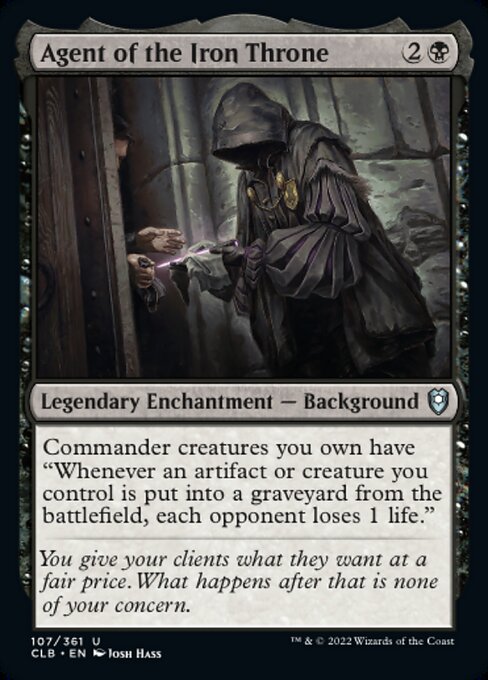 Agent of the Iron Throne 2
Legendary Enchantment — Background
Commander creatures you own have
“Whenever an artifact or creature you
control is put into a graveyard from the
battlefield, each opponent loses 1 life.”
You give your clients what they want at a
fair price. What happens after that is none
of your concern.
107/361 U
CLB • EN Josh Hass
™ & © 2022 Wizards of the Coast